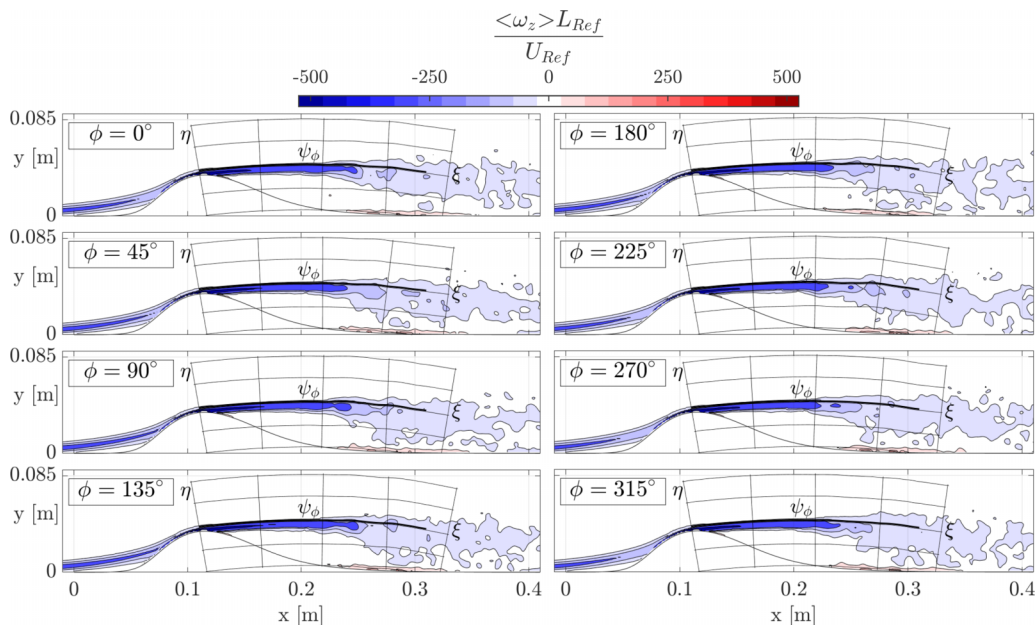 <ω_z> L_Ref
U_Ref
-500 -250 0 250 500
0.085 ϕ = 0° η ϕ = 180° η
y [m] ψ_ϕ ξ ψ_ϕ ξ
0
0.085 ϕ = 45° η ϕ = 225° η
y [m] ψ_ϕ ξ ψ_ϕ ξ
0
0.085 ϕ = 90° η ϕ = 270° η
y [m] ψ_ϕ ξ ψ_ϕ ξ
0
0.085 ϕ = 135° η ϕ = 315° η
y [m] ψ_ϕ ξ ψ_ϕ ξ
0
0 0.1 0.2 0.3 0.4 0 0.1 0.2 0.3 0.4
x [m] x [m]